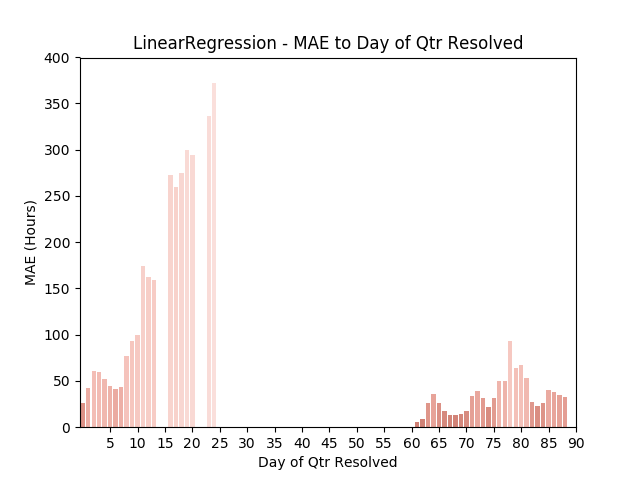 LinearRegression - MAE to Day of Qtr Resolved
400
350
300
250
200
150
100
50
0
MAE (Hours)
5 10 15 20 25 30 35 40 45 50 55 60 65 70 75 80 85 90
Day of Qtr Resolved